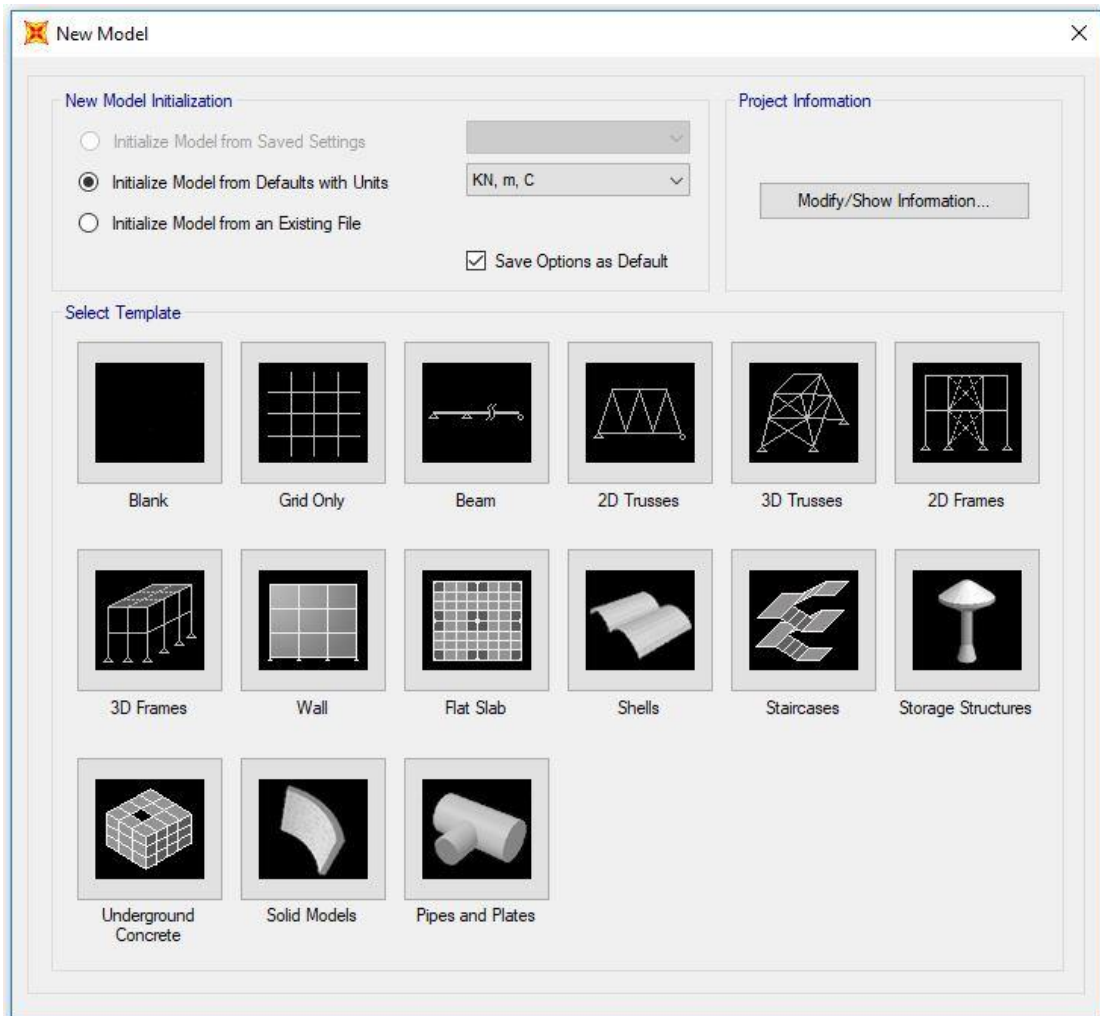 New Model
New Model Initialization
Project Information
Initialize Model from Saved Settings
Initialize Model from Defaults with Units
KN, m, C
Modify/Show Information...
Initialize Model from an Existing File
Save Options as Default
Select Template
Blank
Grid Only
Beam
2D Trusses
3D Trusses
2D Frames
3D Frames
Wall
Flat Slab
Shells
Staircases
Storage Structures
Underground
Concrete
Solid Models
Pipes and Plates